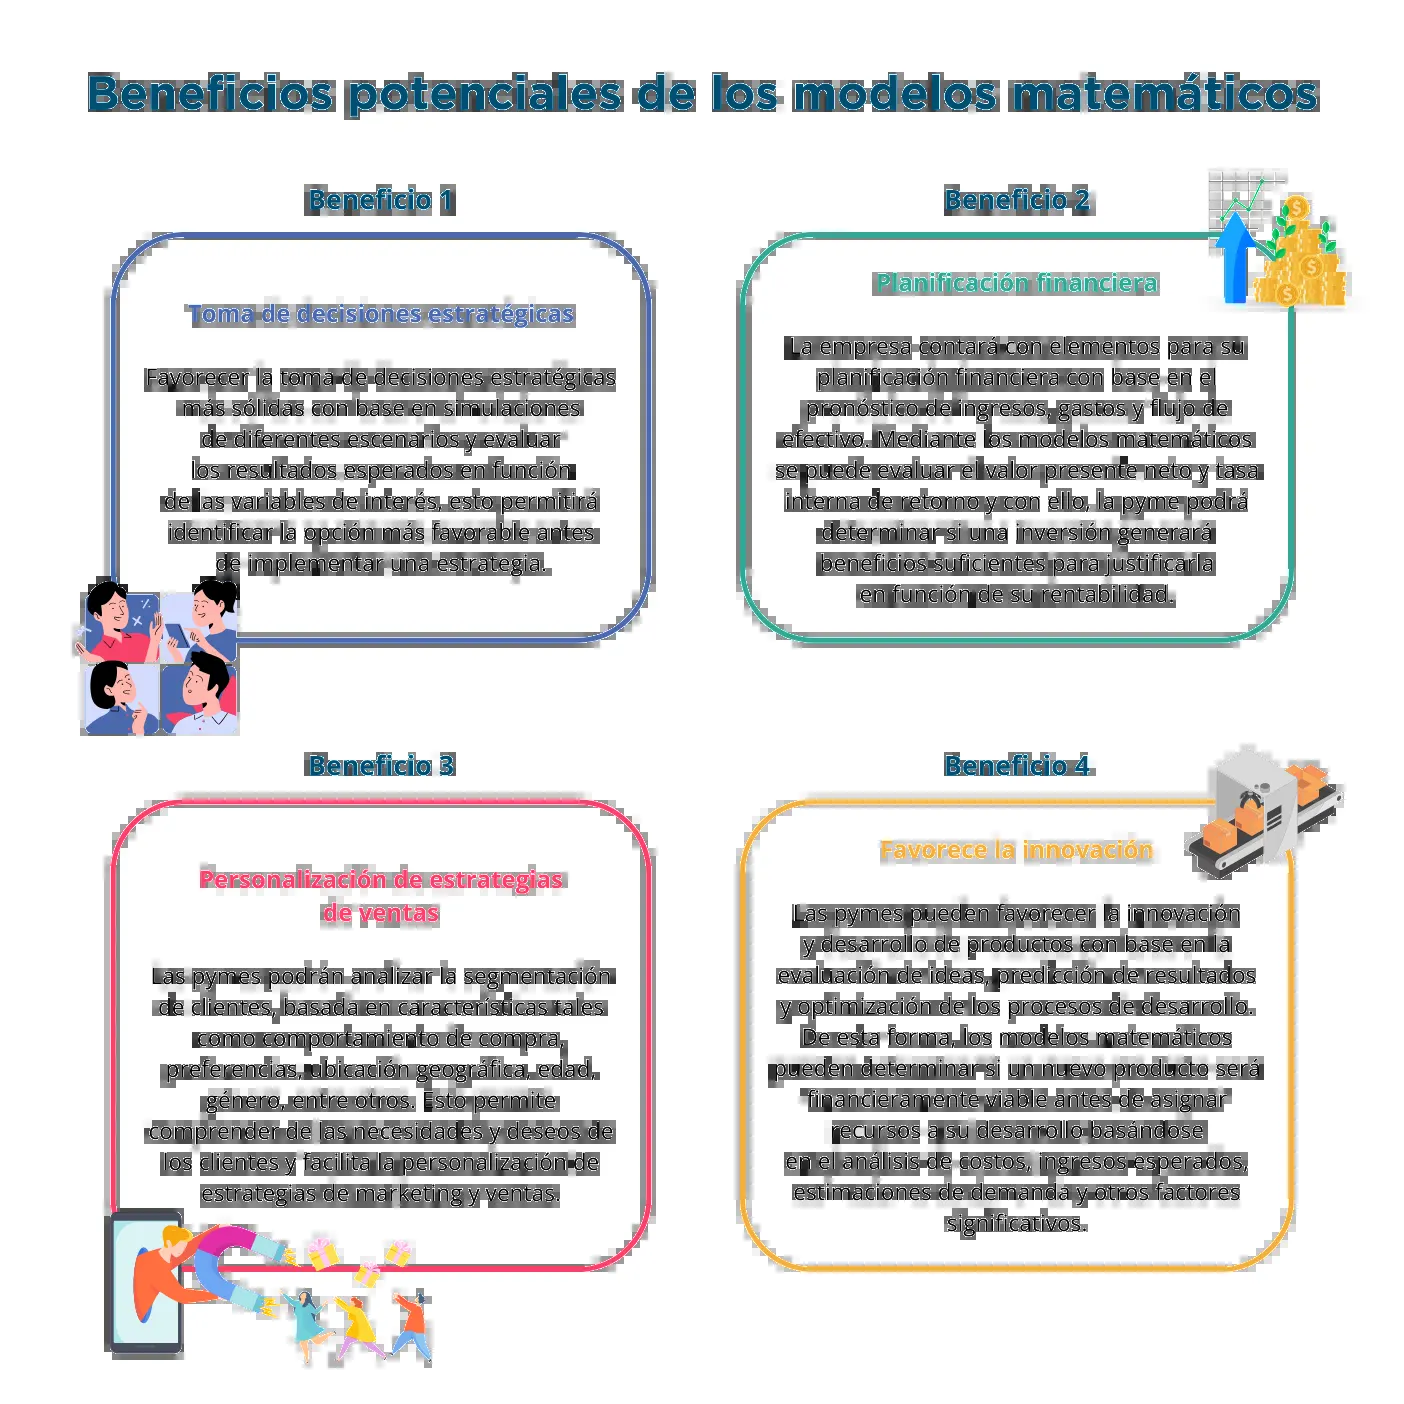 Beneficios potenciales de los modelos matemáticos
Beneficio 1
Toma de decisiones estratégicas
Favorecer la toma de decisiones estratégicas
más sólidas con base en simulaciones
de diferentes escenarios y evaluar
los resultados esperados en función
de las variables de interés, esto permitirá
identificar la opción más favorable antes
de implementar una estrategia.
Beneficio 2
Planificación financiera
La empresa contará con elementos para su
planificación financiera con base en el
pronóstico de ingresos, gastos y flujo de
efectivo. Mediante los modelos matemáticos
se puede evaluar el valor presente neto y tasa
interna de retorno y con ello, la pyme podrá
determinar si una inversión generará
beneficios suficientes para justificarla
en función de su rentabilidad.
Beneficio 3
Personalización de estrategias
de ventas
Las pymes podrán analizar la segmentación
de clientes, basada en características tales
como comportamiento de compra,
preferencias, ubicación geográfica, edad,
género, entre otros. Esto permite
comprender de las necesidades y deseos de
los clientes y facilita la personalización de
estrategias de marketing y ventas.
Beneficio 4
Favorece la innovación
Las pymes pueden favorecer la innovación
y desarrollo de productos con base en la
evaluación de ideas, predicción de resultados
y optimización de los procesos de desarrollo.
De esta forma, los modelos matemáticos
pueden determinar si un nuevo producto será
financieramente viable antes de asignar
recursos a su desarrollo basándose
en el análisis de costos, ingresos esperados,
estimaciones de demanda y otros factores
significativos.